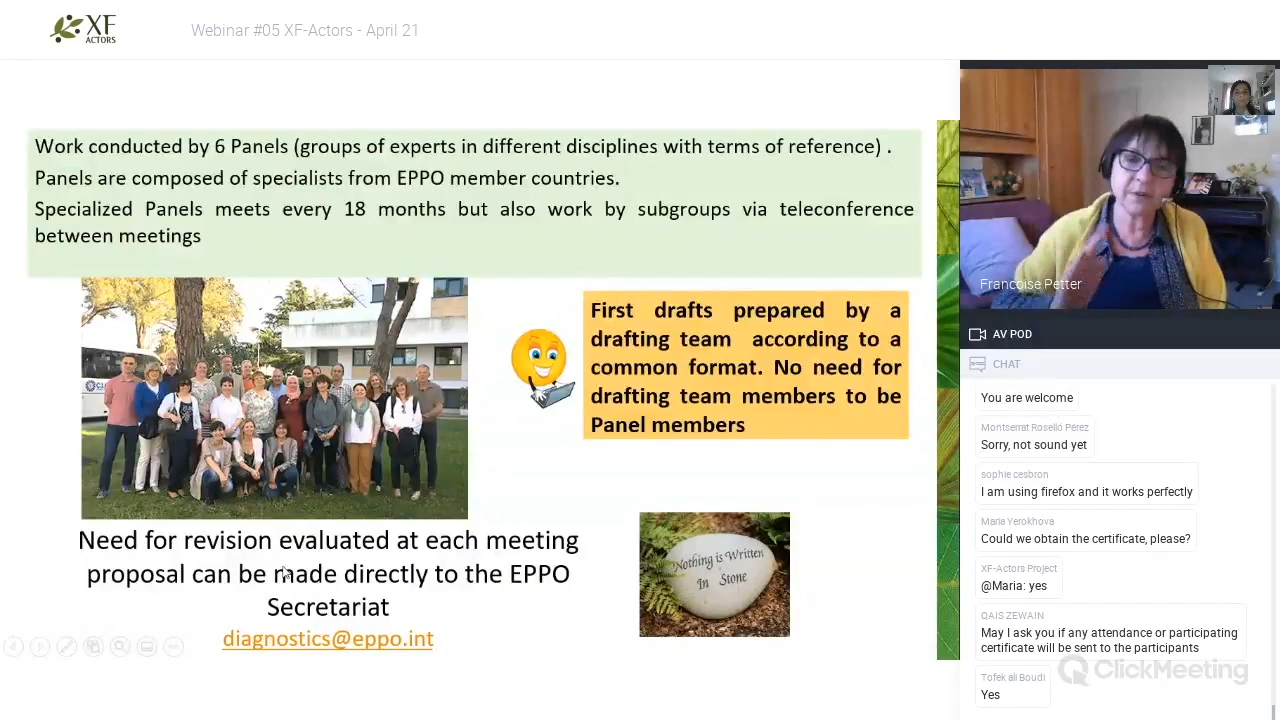 XF
ACTORS
Webinar #05 XF-Actors - April 21
Work conducted by 6 Panels (groups of experts in different disciplines with terms of reference) .
Panels are composed of specialists from EPPO member countries.
Specialized Panels meets every 18 months but also work by subgroups via teleconference
between meetings
First drafts prepared by a
drafting team according to a
common format. No need for
drafting team members to be
Panel members
Need for revision evaluated at each meeting
proposal can be made directly to the EPPO
Secretariat
diagnostics@eppo.int
Nothing is Written
In Stone
Francoise Petter
AV POD
CHAT
You are welcome
Montserrat Roselló Pérez
Sorry, not sound yet
sophie cesbron
I am using firefox and it works perfectly
Maria Yerokhova
Could we obtain the certificate, please?
XF-Actors Project
@Maria: yes
QAIS ZEWAIN
May I ask you if any attendance or participating
certificate will be sent to the participants
Tofek ali Boudi
Yes
ClickMeeting